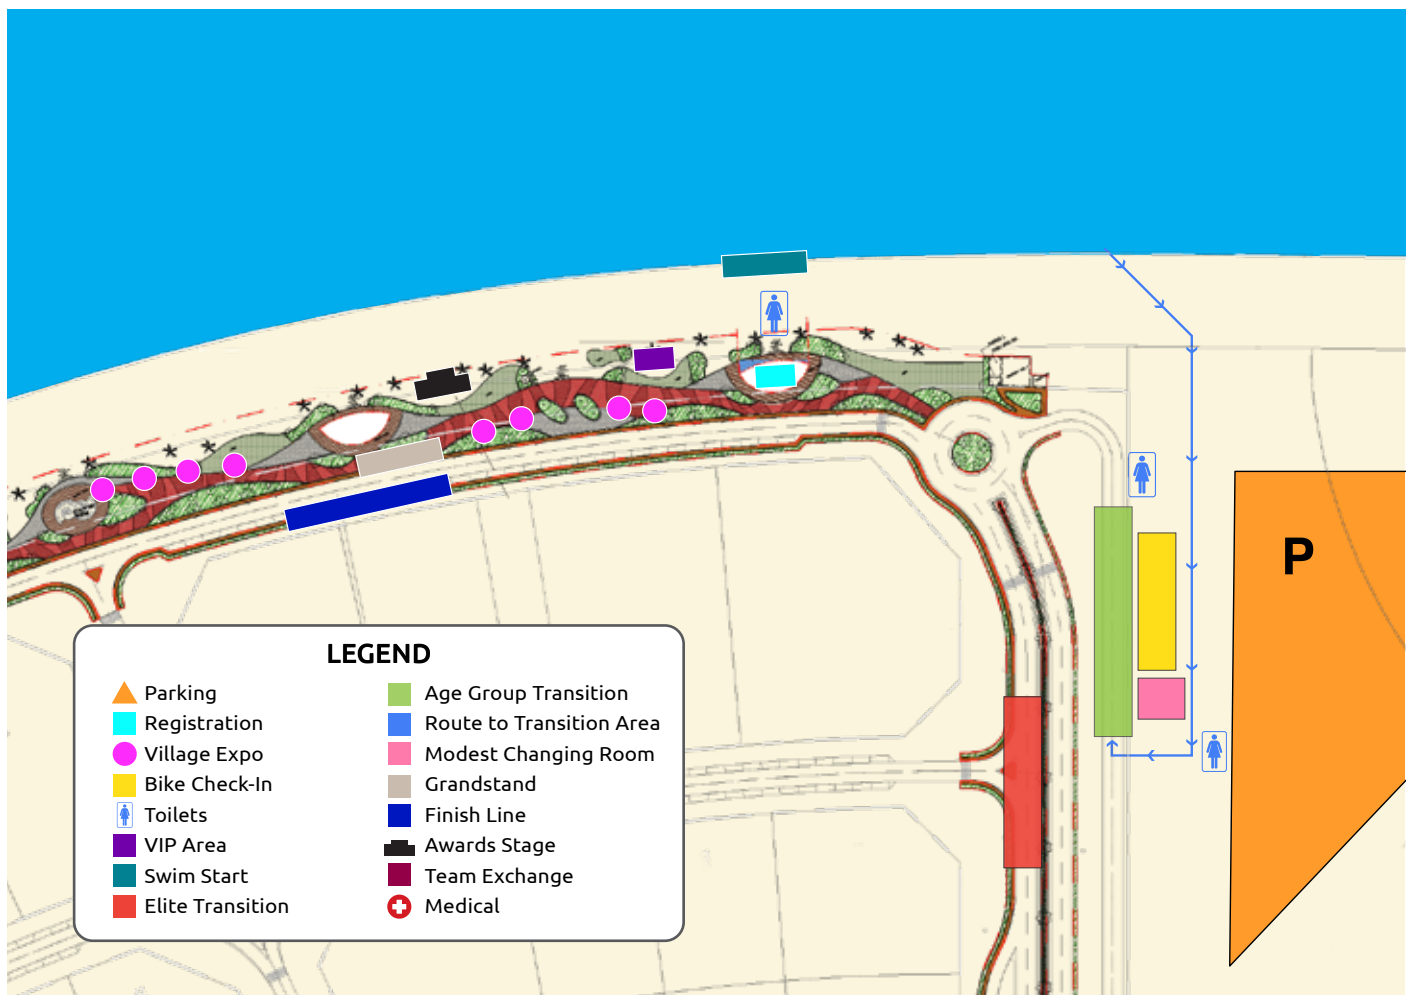 P
LEGEND
Parking
Registration
Village Expo
Bike Check-In
Toilets
VIP Area
Swim Start
Elite Transition
Age Group Transition
Route to Transition Area
Modest Changing Room
Grandstand
Finish Line
Awards Stage
Team Exchange
Medical